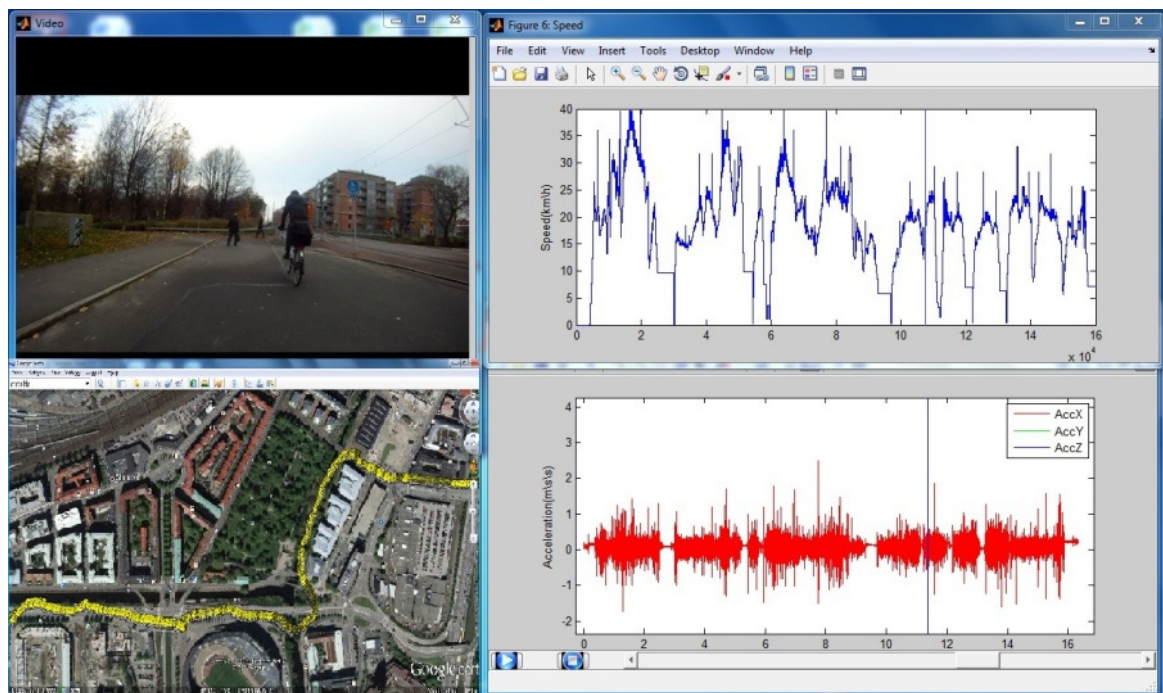 Video
Figure 6: Speed
File Edit View Insert Tools Desktop Window Help
Speed(km\h)
40
35
30
25
20
15
10
5
0
0 2 4 6 8 10 12 14 16
x 10^4
Acceleration(m\s\s)
4
3
2
1
0
-1
-2
0 2 4 6 8 10 12 14 16
AccX
AccY
AccZ
Google